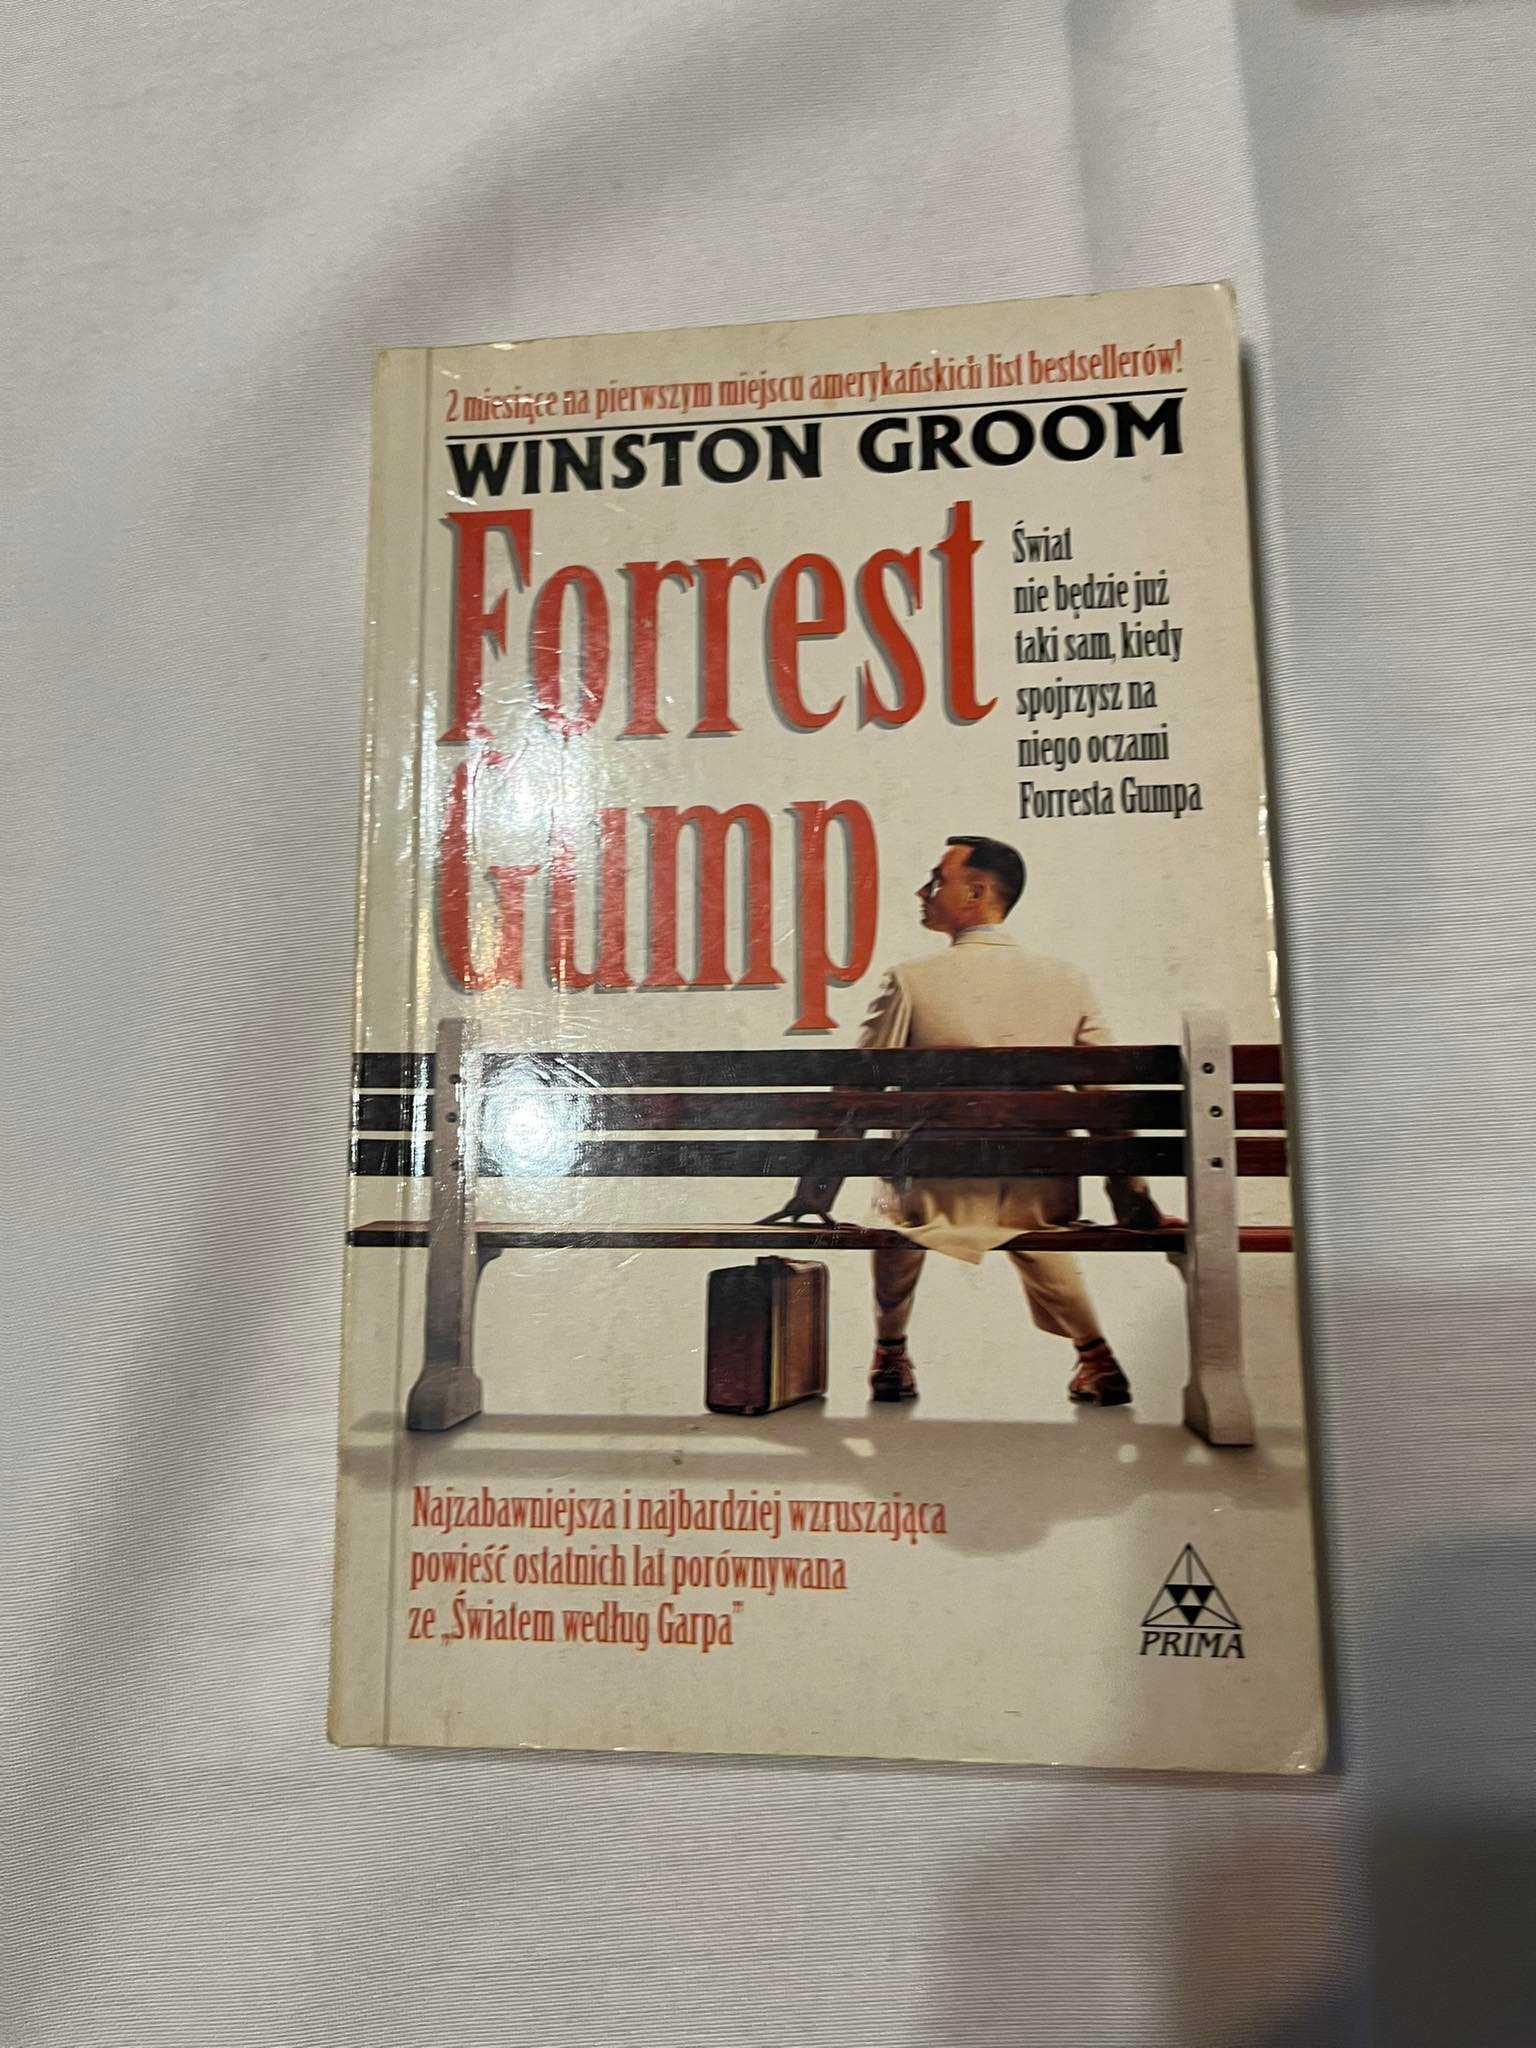 2 miesiące na pierwszym miejscu amerykańskich list bestsellerów!
WINSTON GROOM
Forrest
Gump
Świat
nie będzie już
taki sam, kiedy
spojrzysz na
niego oczami
Forresta Gumpa
Najzabawniejsza i najbardziej wzruszająca
powieść ostatnich lat porównywana
ze „Światem według Garpa”
PRIMA